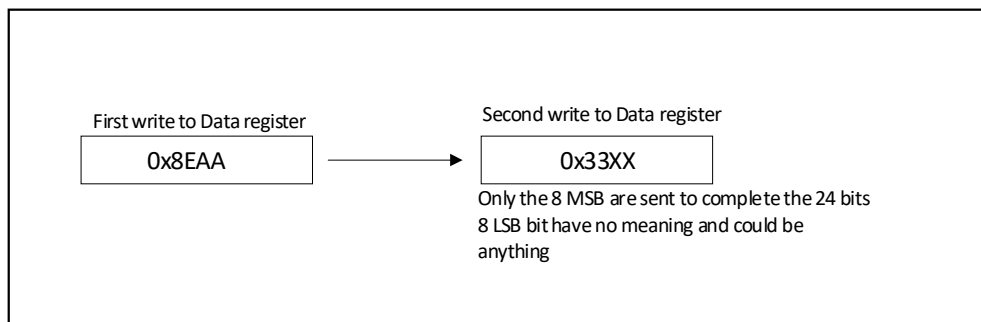 First write to Data register
Second write to Data register
0x8EAA
0x33XX
Only the 8 MSB are sent to complete the 24 bits
8 LSB bit have no meaning and could be
anything